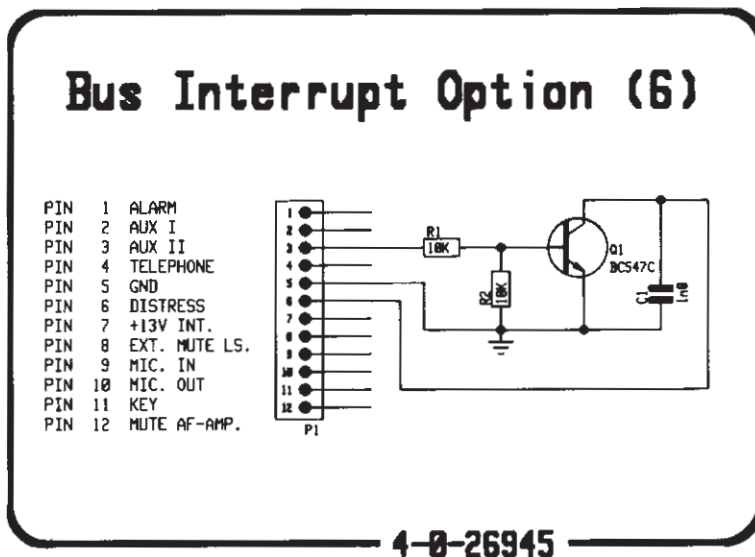 Bus Interrupt Option (6)
PIN 1 ALARM
PIN 2 AUX I
PIN 3 AUX II
PIN 4 TELEPHONE
PIN 5 GND
PIN 6 DISTRESS
PIN 7 +13V INT.
PIN 8 EXT. MUTE LS.
PIN 9 MIC. IN
PIN 10 MIC. OUT
PIN 11 KEY
PIN 12 MUTE AF-AMP.
1
2
3
4
5
6
7
8
9
10
11
12
P1
R1
10K
R2
10K
Q1
BC547C
C1
1n0
4-0-26945